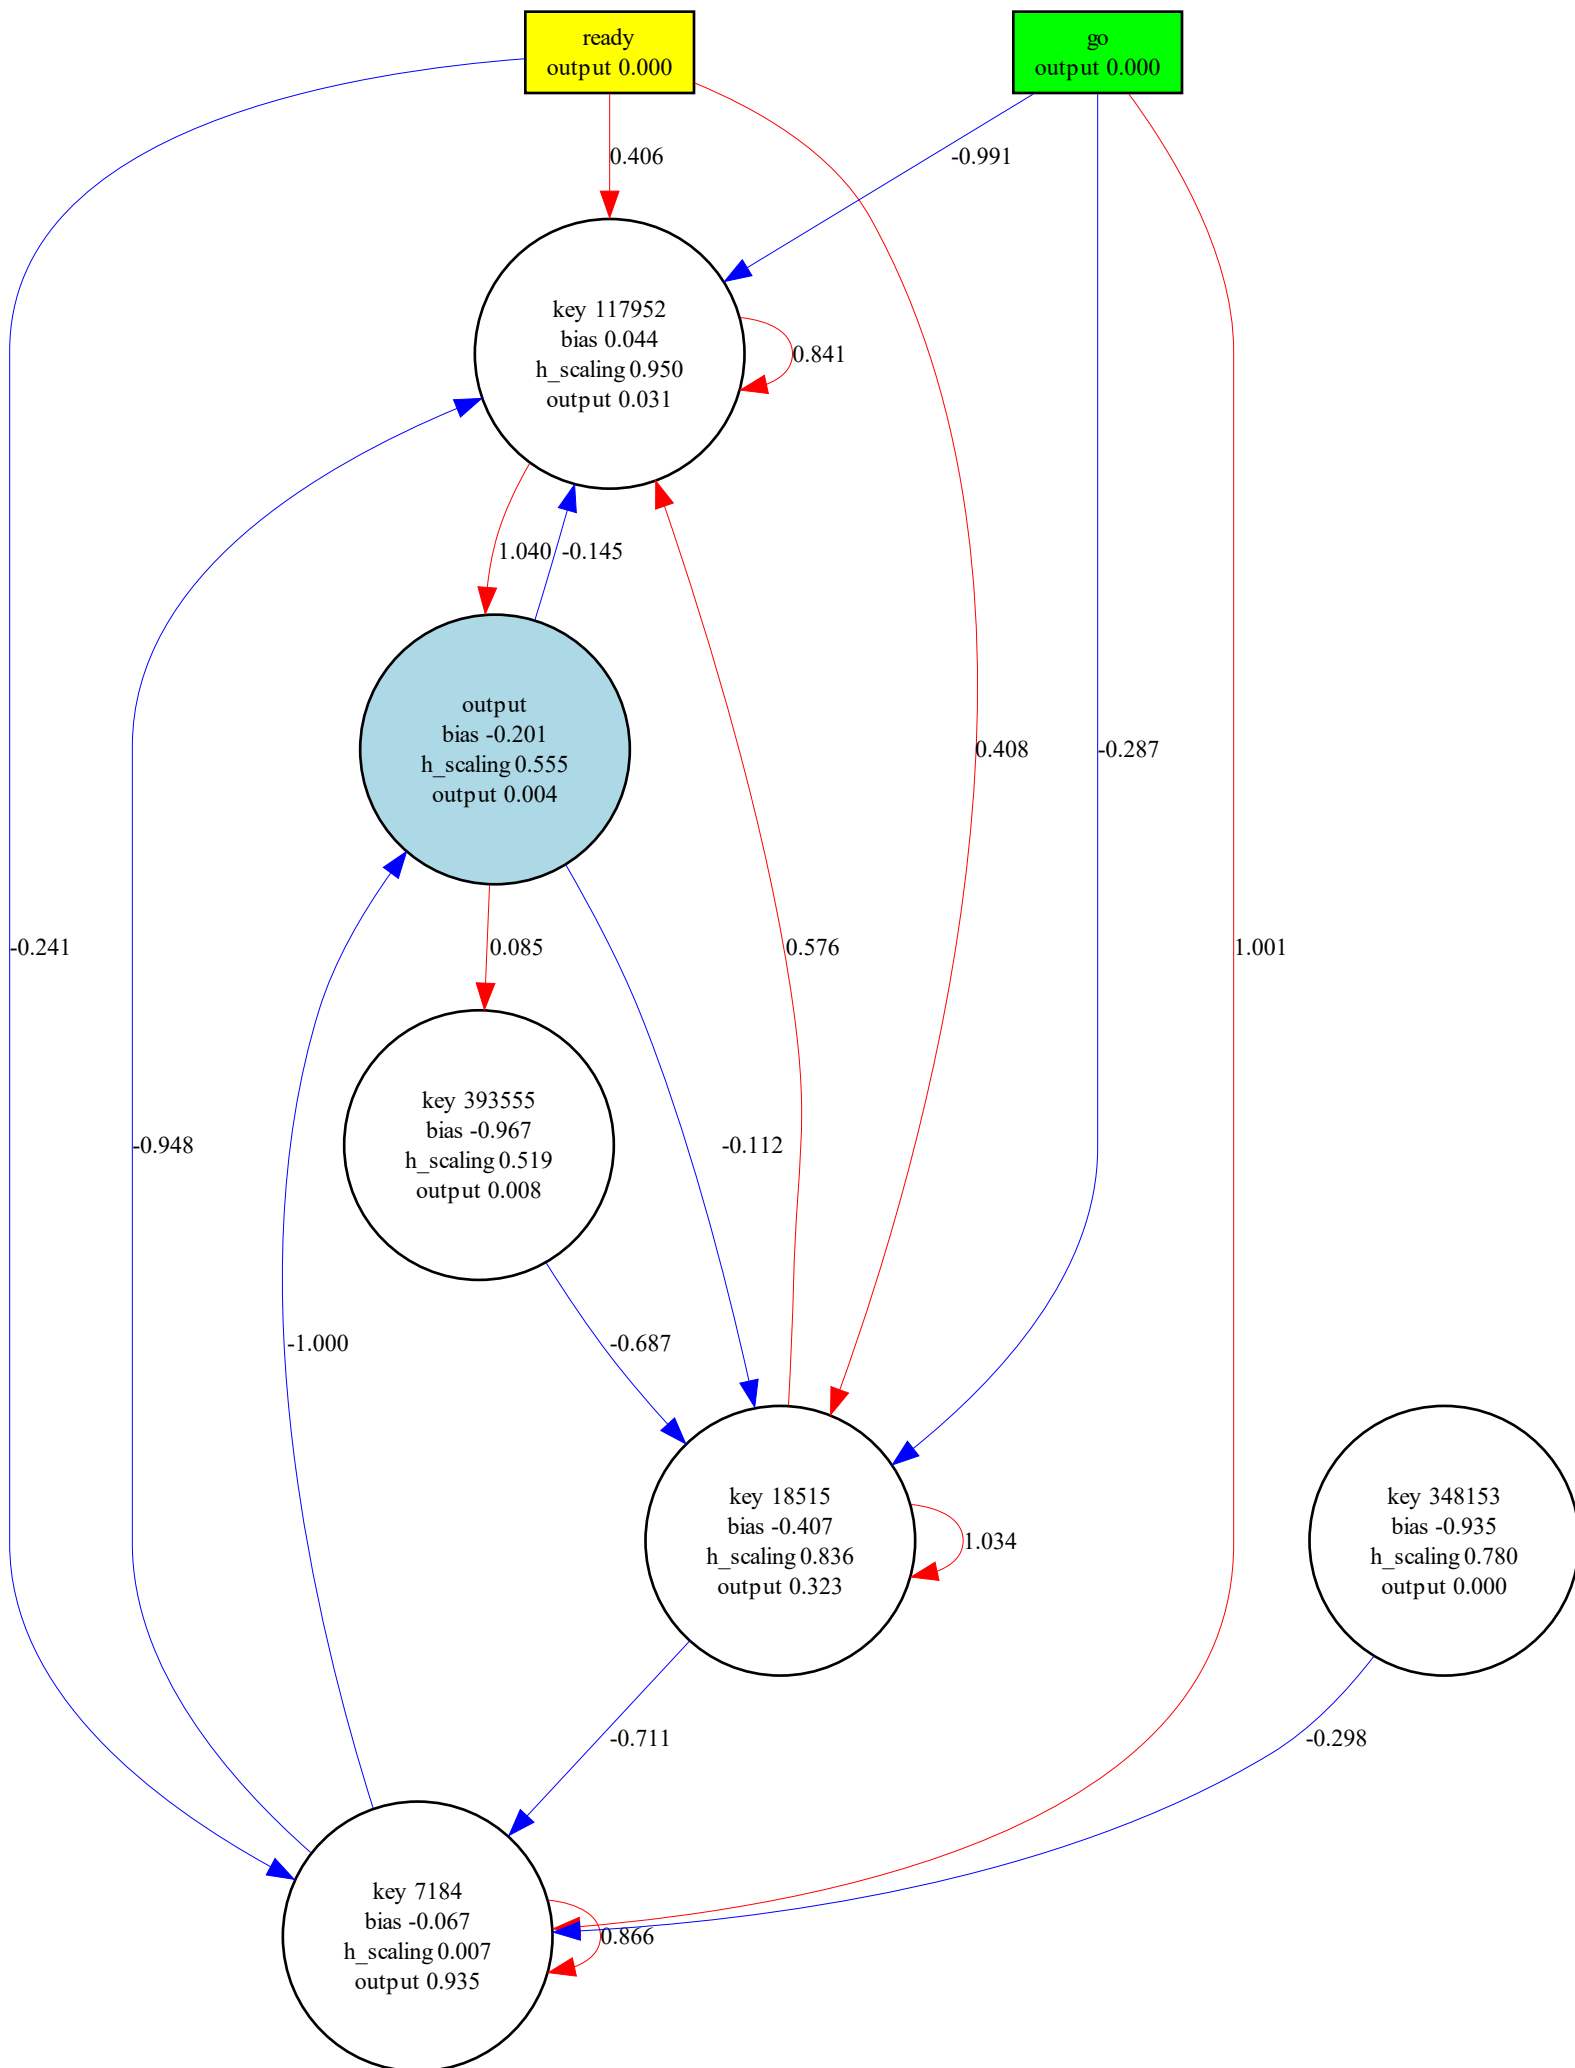 ready
output 0.000
go
output 0.000
0.406
-0.991
key 117952
bias 0.044
h_scaling 0.950
output 0.031
0.841
1.040
-0.145
output
bias -0.201
h_scaling 0.555
output 0.004
0.408
-0.287
-0.241
0.085
0.576
1.001
key 393555
bias -0.967
h_scaling 0.519
output 0.008
-0.948
-0.112
-1.000
-0.687
key 18515
bias -0.407
h_scaling 0.836
output 0.323
1.034
key 348153
bias -0.935
h_scaling 0.780
output 0.000
-0.711
-0.298
key 7184
bias -0.067
h_scaling 0.007
output 0.935
0.866